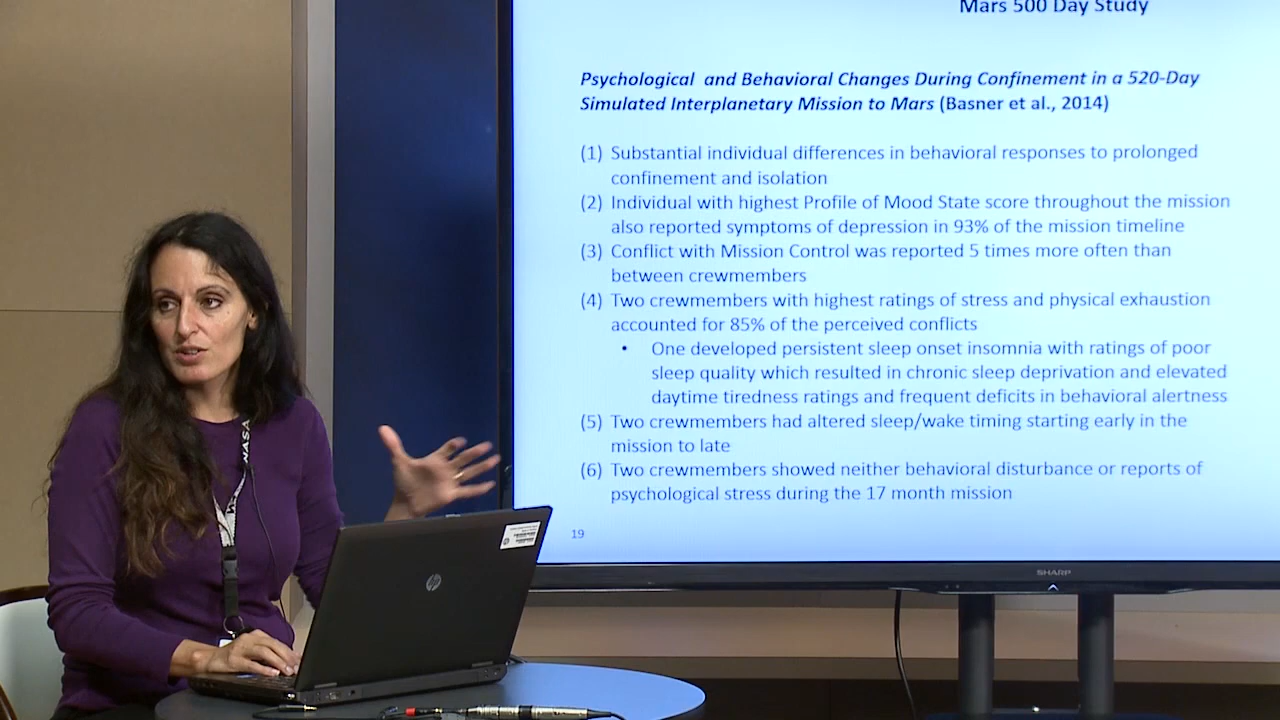 Mars 500 Day Study
Psychological and Behavioral Changes During Confinement in a 520-Day
Simulated Interplanetary Mission to Mars (Basner et al., 2014)
(1) Substantial individual differences in behavioral responses to prolonged
confinement and isolation
(2) Individual with highest Profile of Mood State score throughout the mission
also reported symptoms of depression in 93% of the mission timeline
(3) Conflict with Mission Control was reported 5 times more often than
between crewmembers
(4) Two crewmembers with highest ratings of stress and physical exhaustion
accounted for 85% of the perceived conflicts
• One developed persistent sleep onset insomnia with ratings of poor
sleep quality which resulted in chronic sleep deprivation and elevated
daytime tiredness ratings and frequent deficits in behavioral alertness
(5) Two crewmembers had altered sleep/wake timing starting early in the
mission to late
(6) Two crewmembers showed neither behavioral disturbance or reports of
psychological stress during the 17 month mission
19
SHARP
NASA
hp